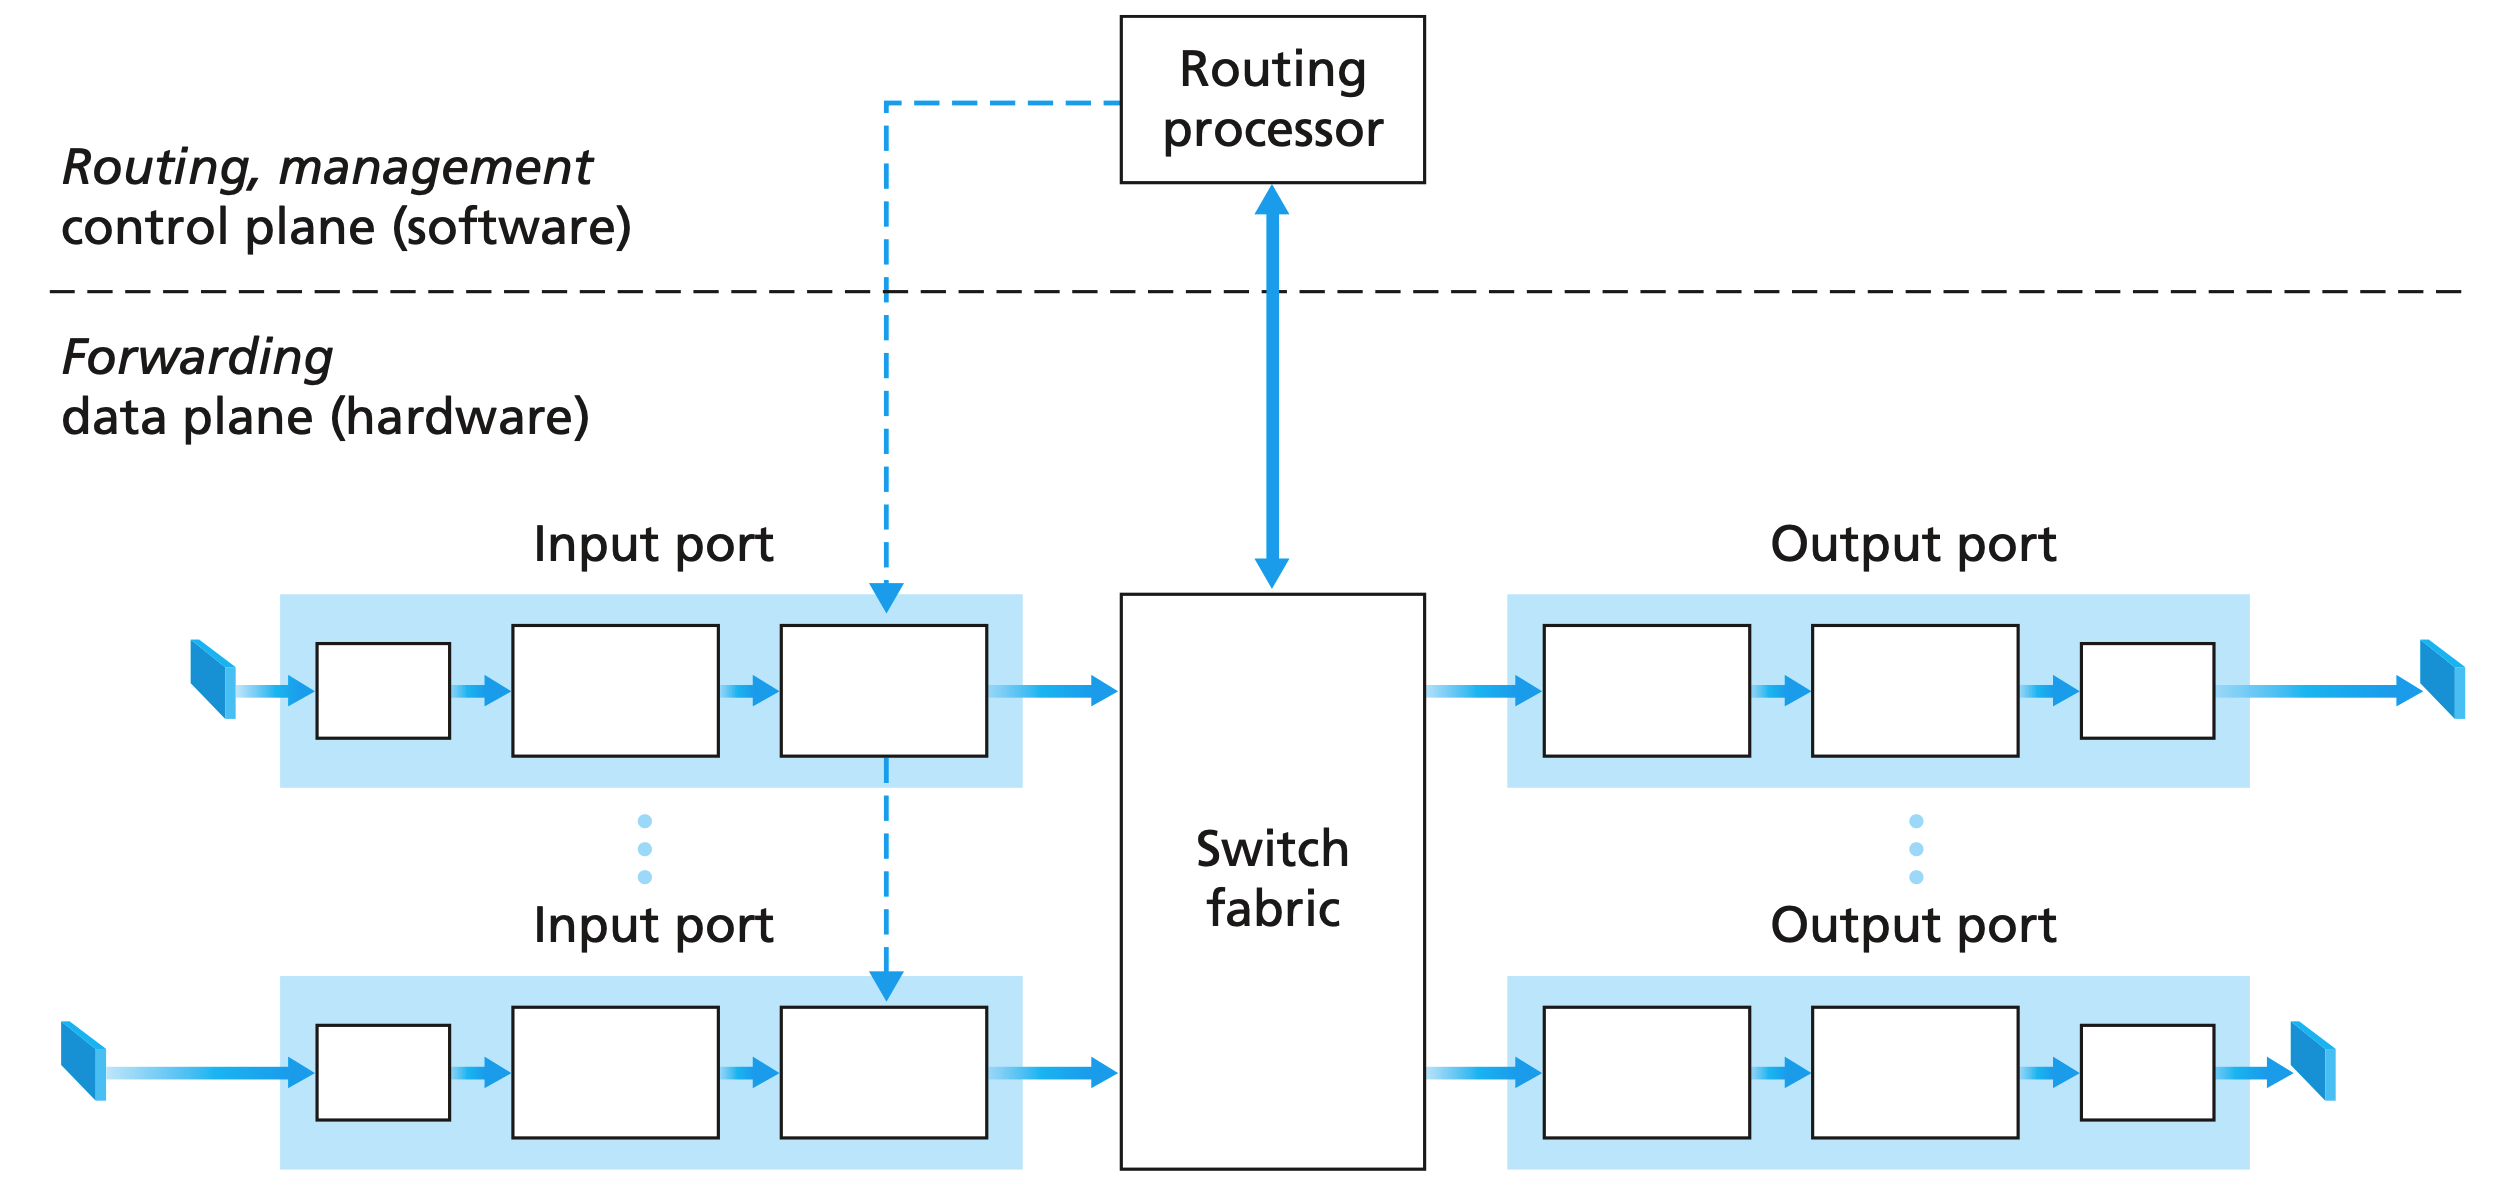 Routing
processor
Routing, management
control plane (software)
Forwarding
data plane (hardware)
Input port
Output port
Switch
fabric
Input port
Output port